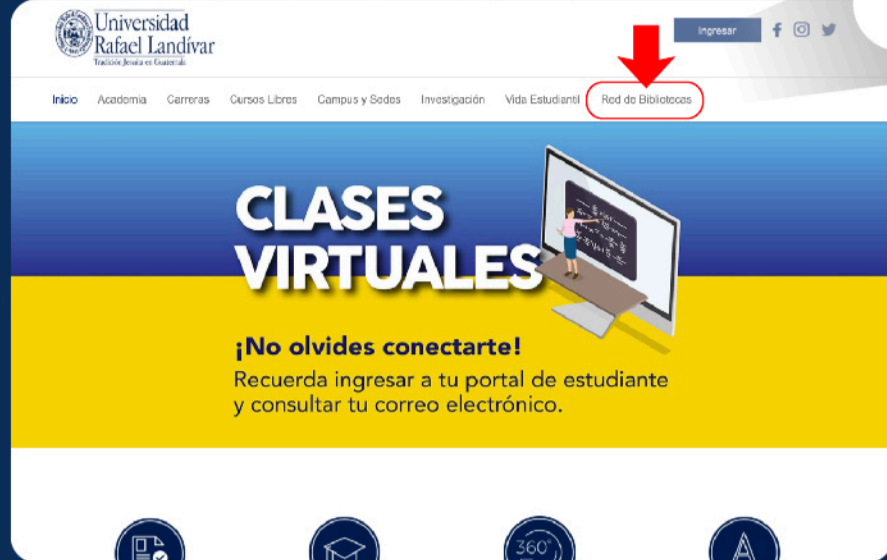 Universidad
Rafael Landívar
Tradición Jesuita en Guatemala
Ingresar
Inicio Academia Carreras Cursos Libres Campus y Sedes Investigación Vida Estudiantil Red de Bibliotecas
CLASES
VIRTUALES
¡No olvides conectarte!
Recuerda ingresar a tu portal de estudiante
y consultar tu correo electrónico.
360°